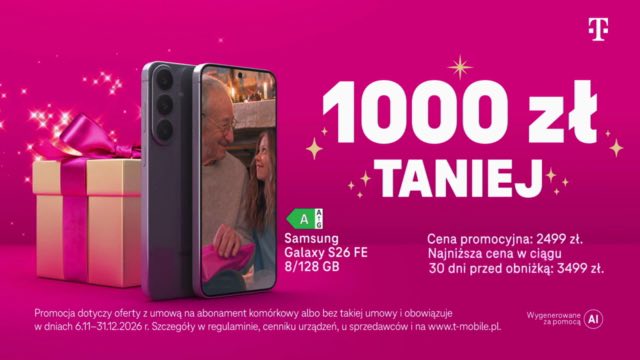 T
1000 zł
TANIEJ
A
A
G
Samsung
Galaxy S26 FE
8/128 GB
Cena promocyjna: 2499 zł.
Najniższa cena w ciągu
30 dni przed obniżką: 3499 zł.
Promocja dotyczy oferty z umową na abonament komórkowy albo bez takiej umowy i obowiązuje
w dniach 6.11–31.12.2026 r. Szczegóły w regulaminie, cenniku urządzeń, u sprzedawców i na www.t-mobile.pl.
Wygenerowane
za pomocą
AI